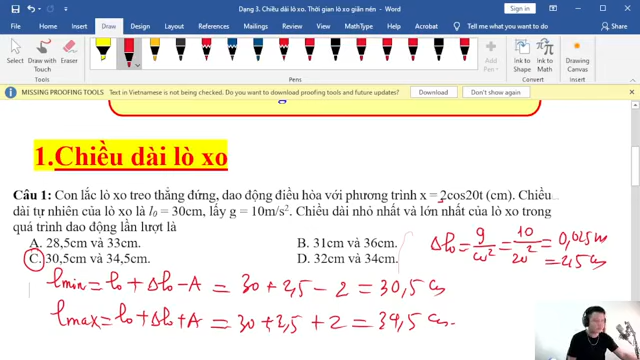 Dạng 3. Chiều dài lò xo. Thời gian lò xo giãn nén - Word
Sign in
File Home Insert Draw Design Layout References Mailings Review View MathType Help Tell me what you want to do Share
Select
Draw with Touch
Eraser
Add Pen
Ink to Shape
Ink to Math
Drawing Canvas
Tools Pens Convert Insert
MISSING PROOFING TOOLS Text in Vietnamese is not being checked. Do you want to download proofing tools and future updates? Download Don't show again
1.Chiều dài lò xo
Câu 1: Con lắc lò xo treo thẳng đứng, dao động điều hòa với phương trình x = 2cos20t (cm). Chiều
dài tự nhiên của lò xo là l₀ = 30cm, lấy g = 10m/s². Chiều dài nhỏ nhất và lớn nhất của lò xo trong
quá trình dao động lần lượt là
A. 28,5cm và 33cm. B. 31cm và 36cm.
C. 30,5cm và 34,5cm. D. 32cm và 34cm.
Δl₀ = g/ω² = 10/20² = 0,025 m
= 2,5 cm
lmin = l₀ + Δl₀ - A = 30 + 2,5 - 2 = 30,5 cm
lmax = l₀ + Δl₀ + A = 30 + 2,5 + 2 = 34,5 cm.